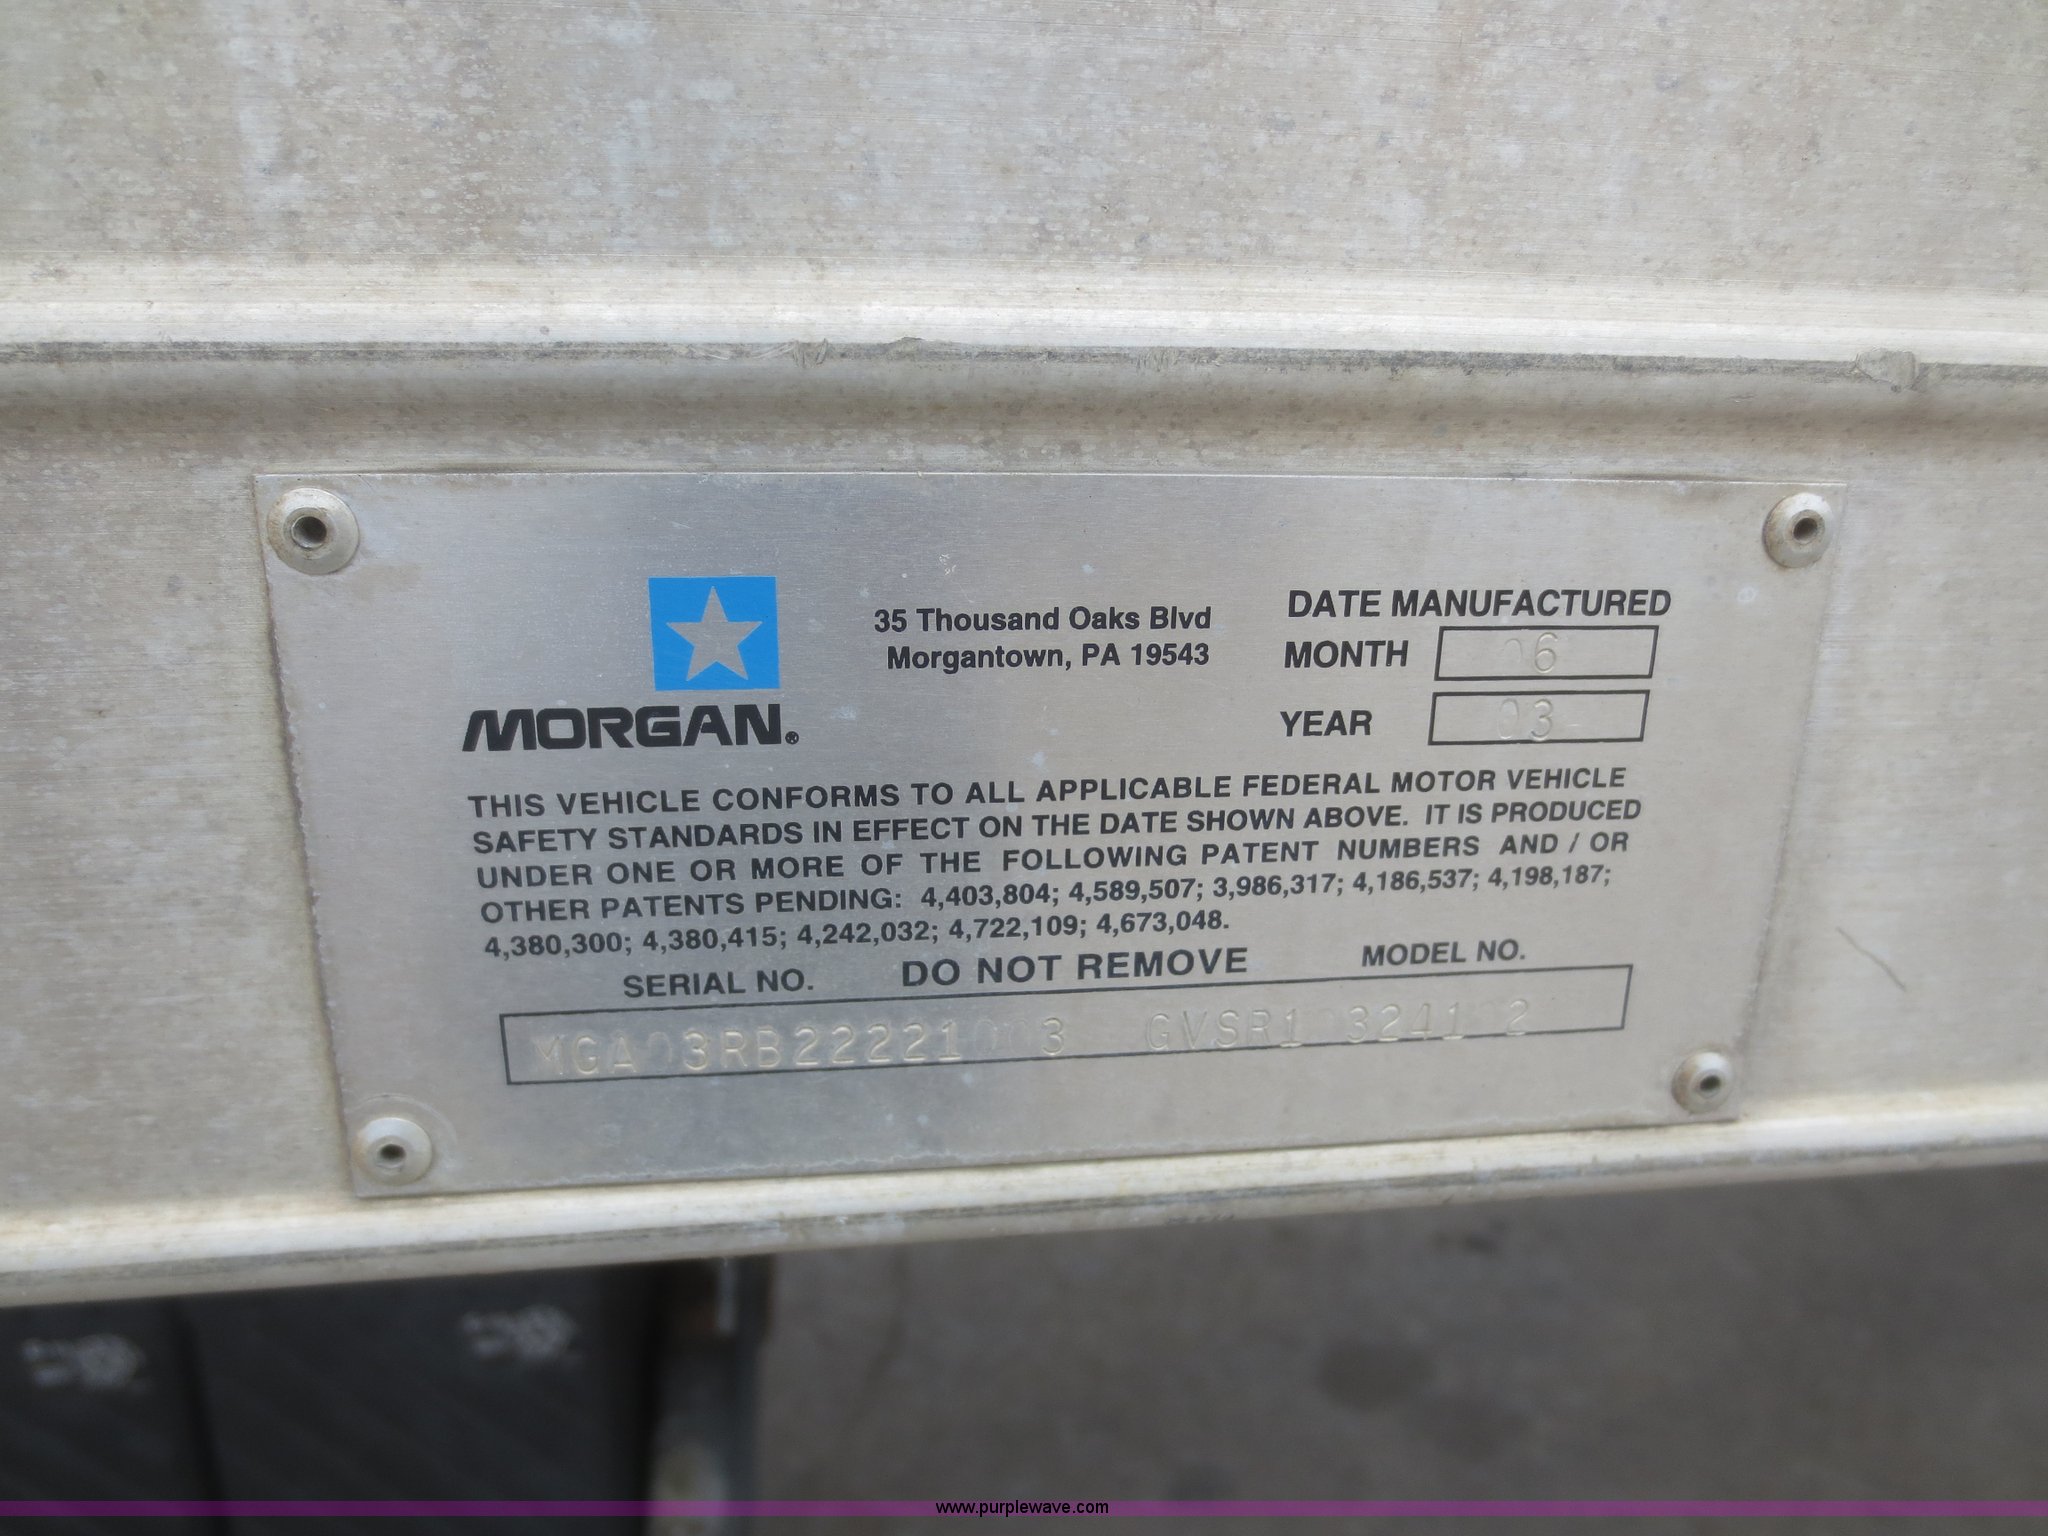 MORGAN®
35 Thousand Oaks Blvd
Morgantown, PA 19543
DATE MANUFACTURED
MONTH 06
YEAR 03
THIS VEHICLE CONFORMS TO ALL APPLICABLE FEDERAL MOTOR VEHICLE
SAFETY STANDARDS IN EFFECT ON THE DATE SHOWN ABOVE. IT IS PRODUCED
UNDER ONE OR MORE OF THE FOLLOWING PATENT NUMBERS AND / OR
OTHER PATENTS PENDING: 4,403,804; 4,589,507; 3,986,317; 4,186,537; 4,198,187;
4,380,300; 4,380,415; 4,242,032; 4,722,109; 4,673,048.
SERIAL NO. DO NOT REMOVE MODEL NO.
www.purplewave.com